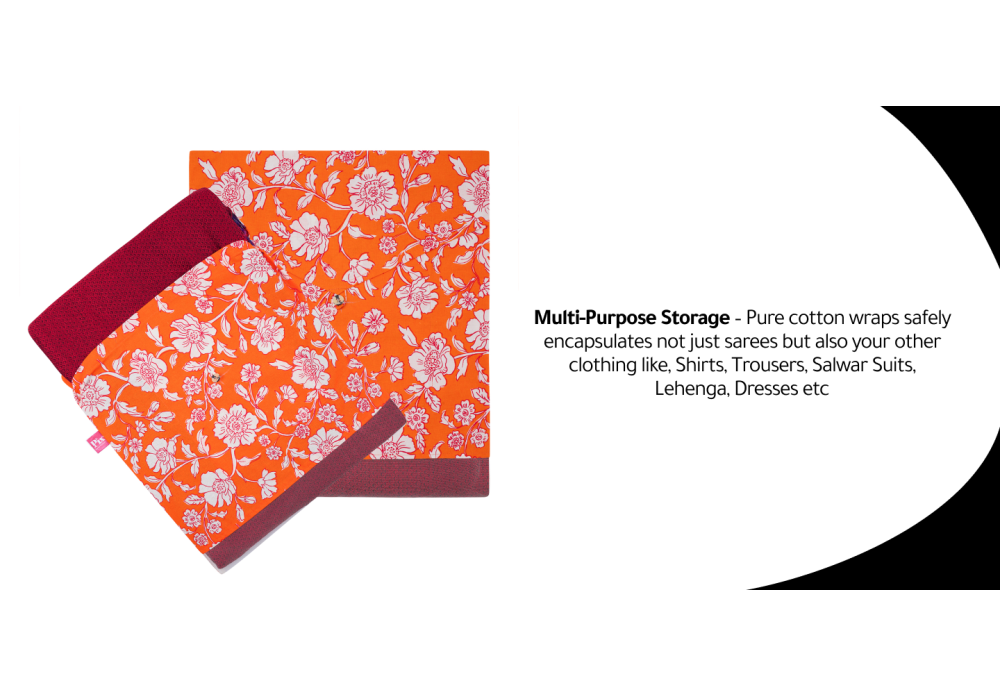 Multi-Purpose Storage - Pure cotton wraps safely
encapsulates not just sarees but also your other
clothing like, Shirts, Trousers, Salwar Suits,
Lehenga, Dresses etc